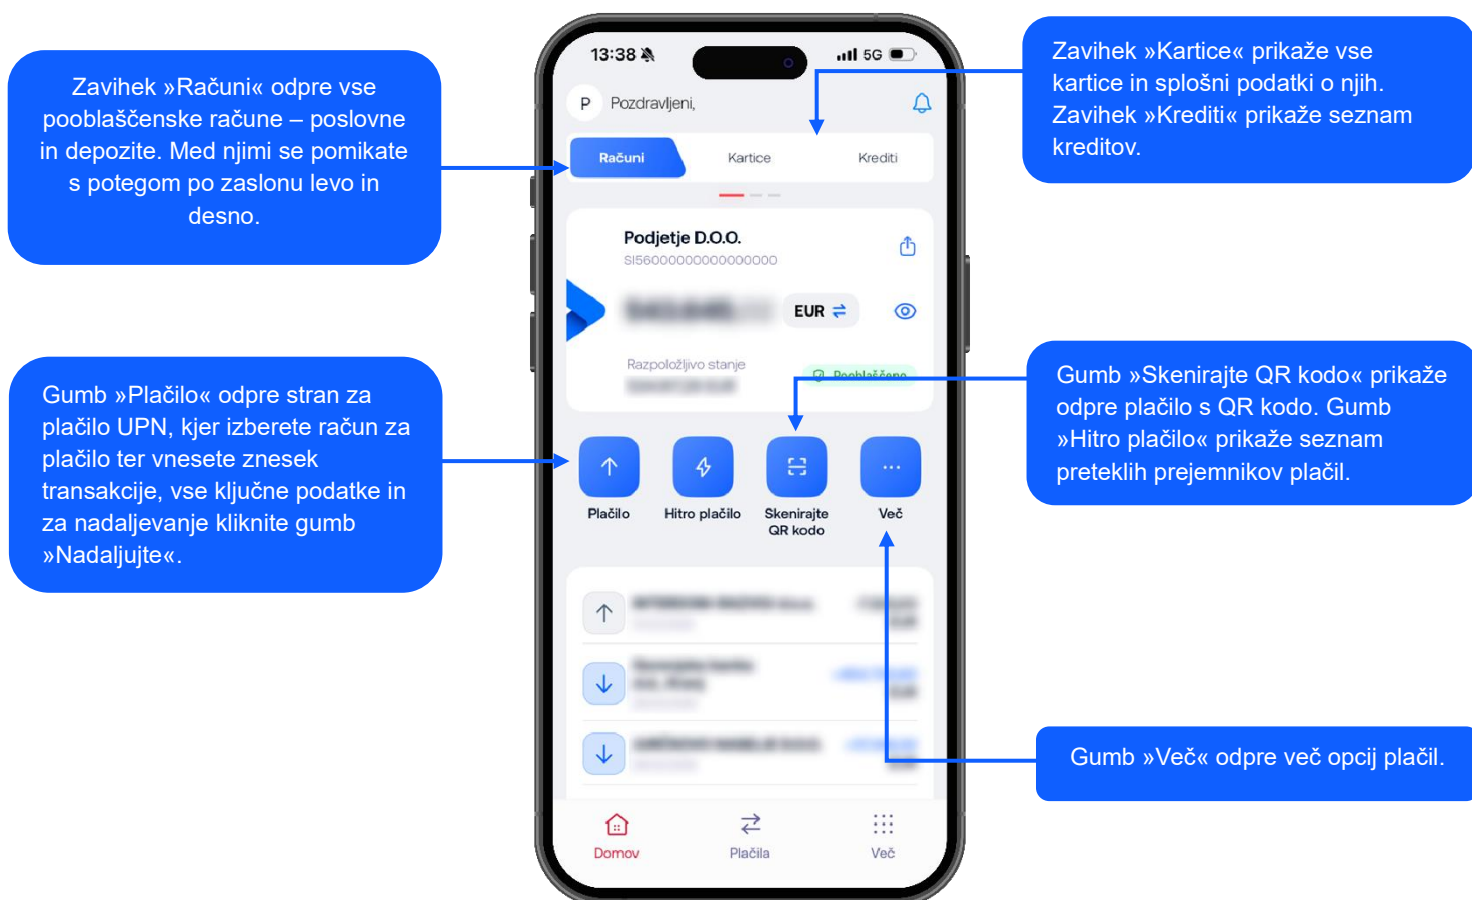 Zavihek »Računi« odpre vse
pooblaščenske račune – poslovne
in depozite. Med njimi se pomikate
s potegom po zaslonu levo in
desno.
Gumb »Plačilo« odpre stran za
plačilo UPN, kjer izberete račun za
plačilo ter vnesete znesek
transakcije, vse ključne podatke in
za nadaljevanje kliknite gumb
»Nadaljujte«.
13:38
5G
P
Pozdravljeni,
Računi
Kartice
Krediti
Podjetje D.O.O.
SI56000000000000000
EUR
Razpoložljivo stanje
Pooblaščeno
Plačilo
Hitro plačilo
Skenirajte
QR kodo
Več
Domov
Plačila
Več
Zavihek »Kartice« prikaže vse
kartice in splošni podatki o njih.
Zavihek »Krediti« prikaže seznam
kreditov.
Gumb »Skenirajte QR kodo« prikaže
odpre plačilo s QR kodo. Gumb
»Hitro plačilo« prikaže seznam
preteklih prejemnikov plačil.
Gumb »Več« odpre več opcij plačil.